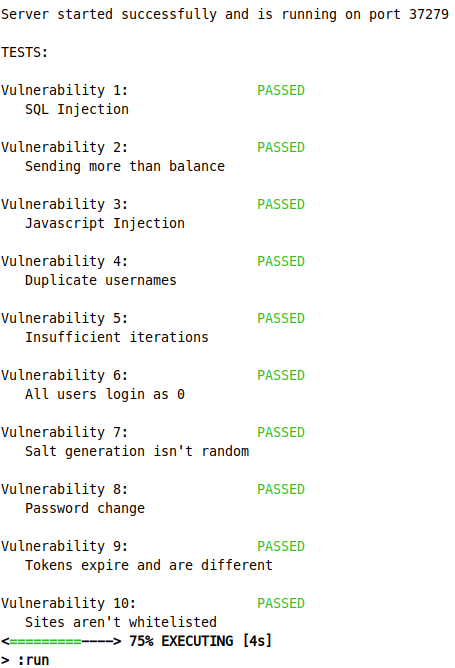 Server started successfully and is running on port 37279
TESTS:
Vulnerability 1: PASSED
SQL Injection
Vulnerability 2: PASSED
Sending more than balance
Vulnerability 3: PASSED
Javascript Injection
Vulnerability 4: PASSED
Duplicate usernames
Vulnerability 5: PASSED
Insufficient iterations
Vulnerability 6: PASSED
All users login as 0
Vulnerability 7: PASSED
Salt generation isn't random
Vulnerability 8: PASSED
Password change
Vulnerability 9: PASSED
Tokens expire and are different
Vulnerability 10: PASSED
Sites aren't whitelisted
<=========----> 75% EXECUTING [4s]
> :run